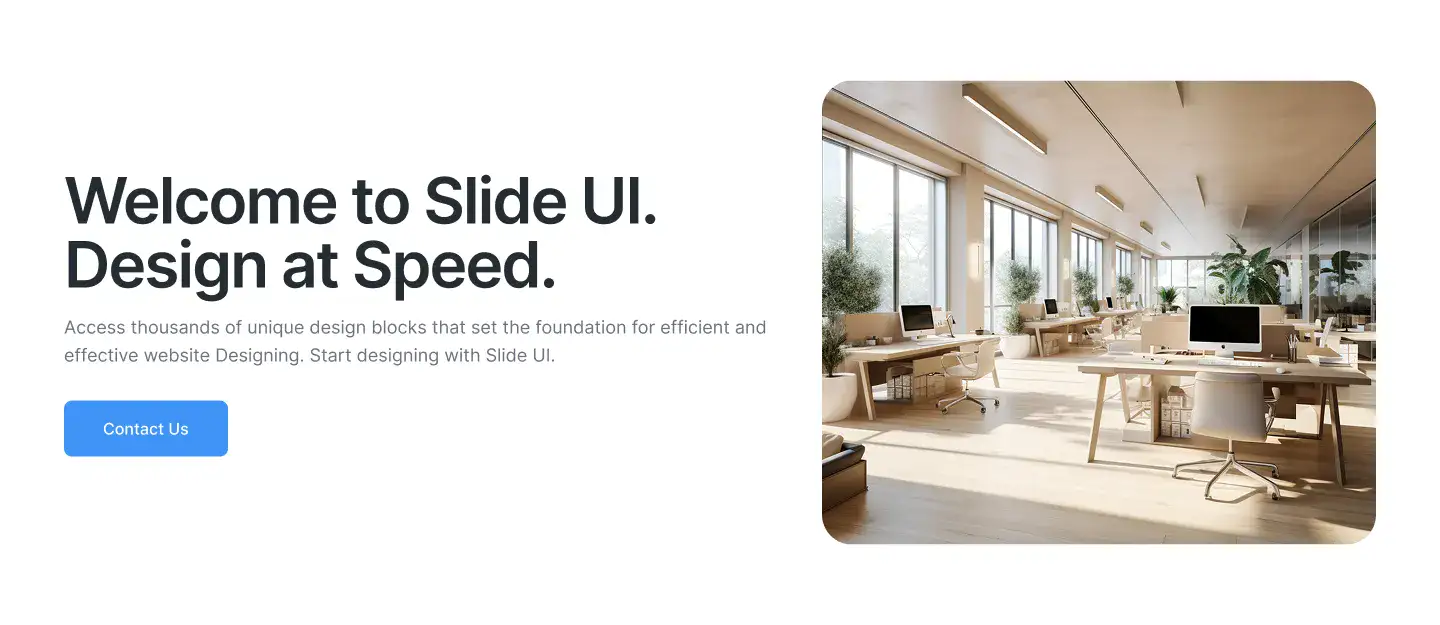 Welcome to Slide UI.
Design at Speed.
Access thousands of unique design blocks that set the foundation for efficient and
effective website Designing. Start designing with Slide UI.
Contact Us